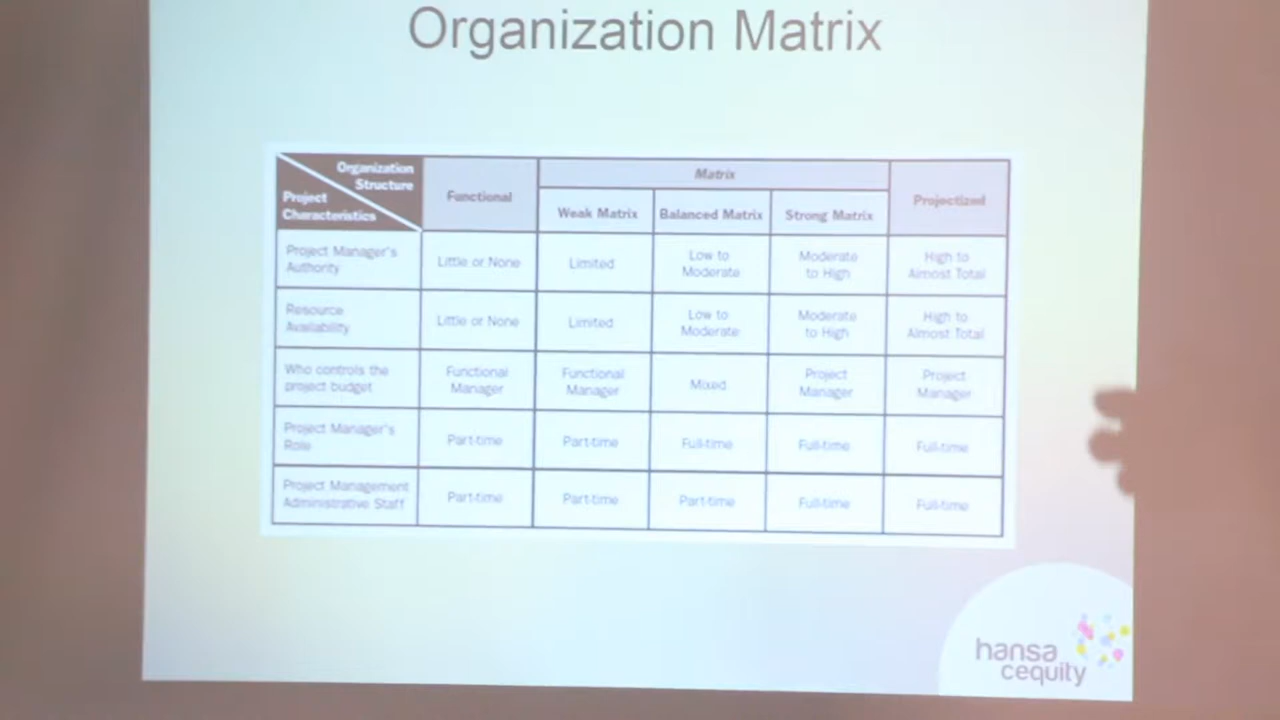 Organization Matrix
Organization
Structure
Project
Characteristics
Functional
Matrix
Weak Matrix
Balanced Matrix
Strong Matrix
Projectized
Project Manager's
Authority
Little or None
Limited
Low to
Moderate
Moderate
to High
High to
Almost Total
Resource
Availability
Little or None
Limited
Low to
Moderate
Moderate
to High
High to
Almost Total
Who controls the
project budget
Functional
Manager
Functional
Manager
Mixed
Project
Manager
Project
Manager
Project Manager's
Role
Part-time
Part-time
Full-time
Full-time
Full-time
Project Management
Administrative Staff
Part-time
Part-time
Part-time
Full-time
Full-time
hansa
cequity